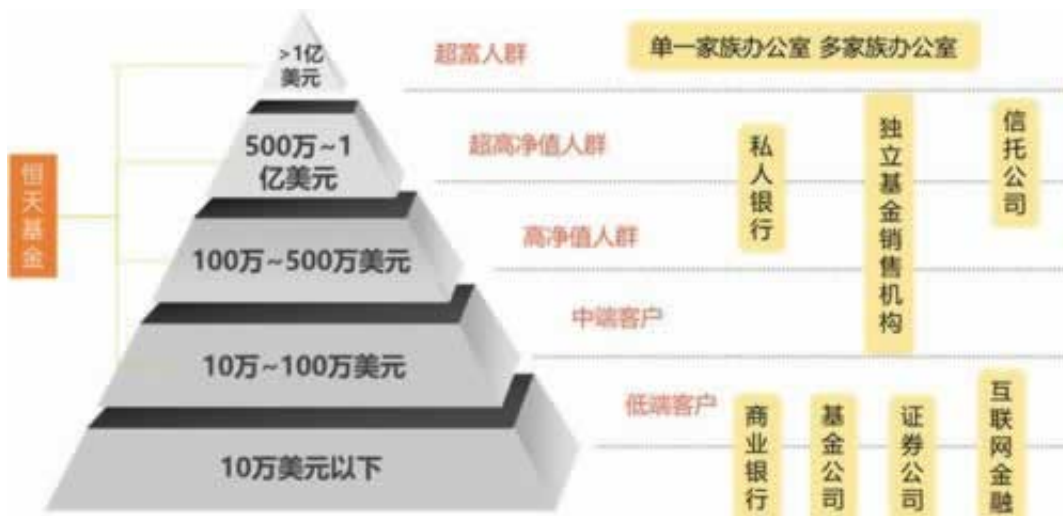 >1亿
美元
超富人群
单一家族办公室 多家族办公室
500万~1
亿美元
超高净值人群
私人银行
独立基金销售机构
信托公司
恒天基金
100万~500万美元
高净值人群
10万~100万美元
中端客户
10万美元以下
低端客户
商业银行
基金公司
证券公司
互联网金融